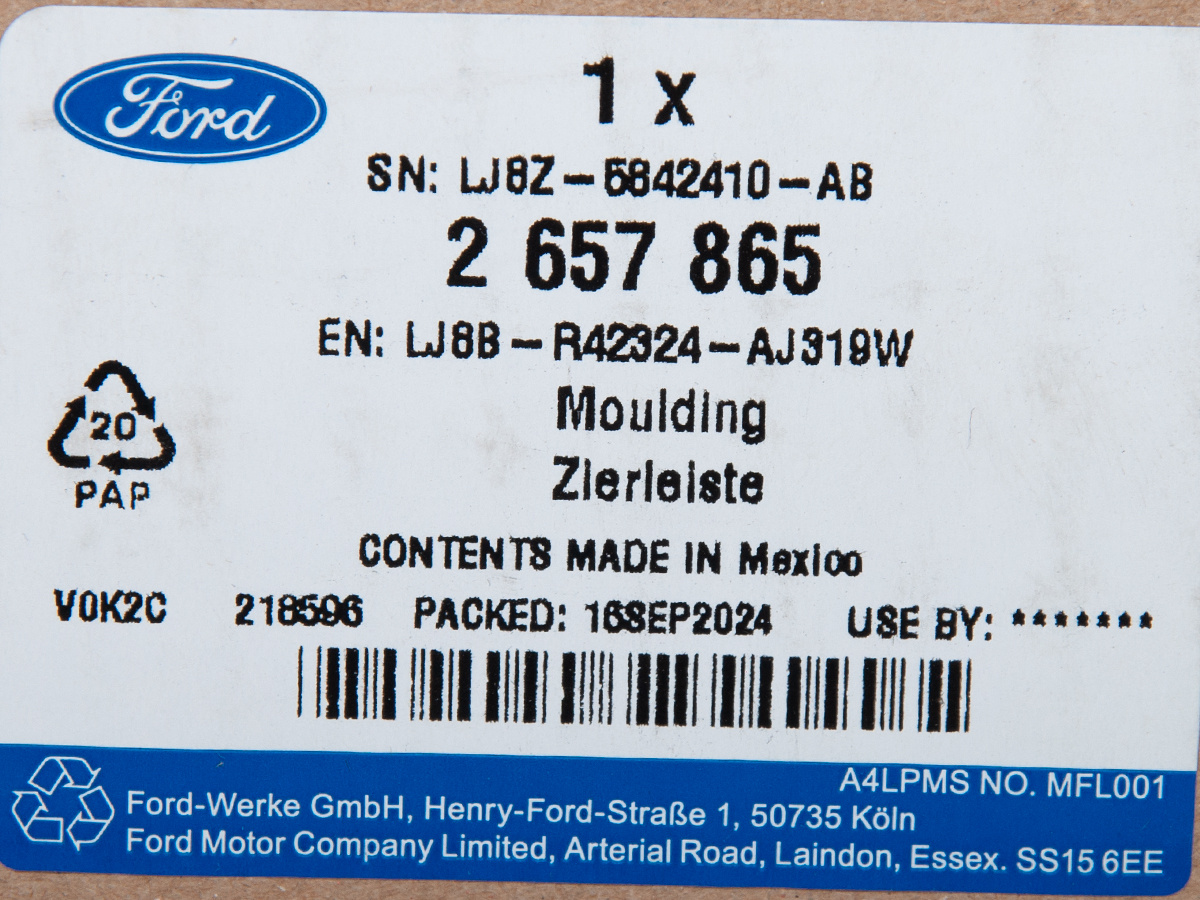 Ford
1 x
SN: LJ8Z-5842410-AB
2 657 865
EN: LJ8B-R42324-AJ319W
Moulding
Zierleiste
20
PAP
CONTENTS MADE IN Mexico
V0K2C 218596 PACKED: 16SEP2024 USE BY: *******
A4LPMS NO. MFL001
Ford-Werke GmbH, Henry-Ford-Straße 1, 50735 Köln
Ford Motor Company Limited, Arterial Road, Laindon, Essex. SS15 6EE